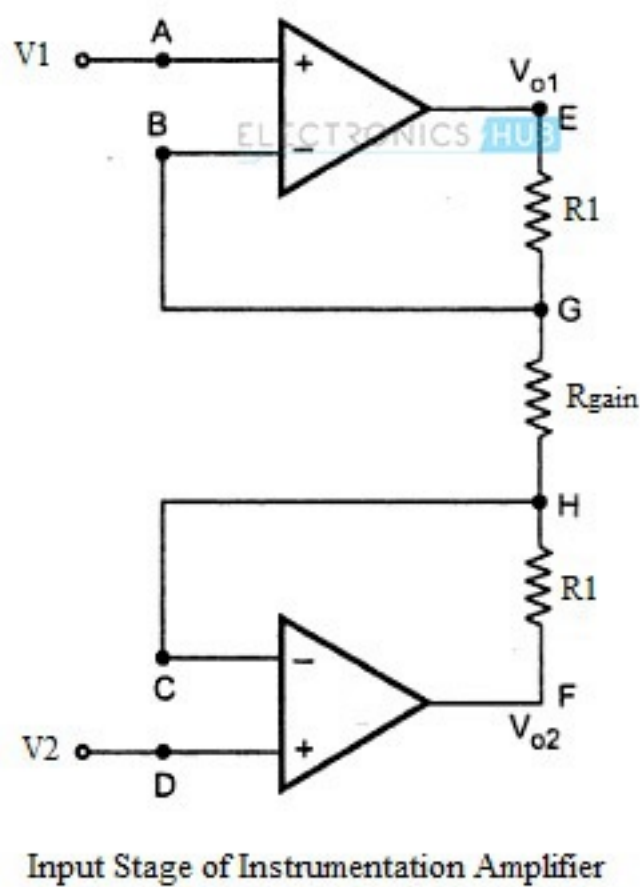 A
V1
+
Vo1
E
B
ELECTRONICS HUB
−
R1
G
Rgain
H
R1
−
C
F
V2
+
Vo2
D
Input Stage of Instrumentation Amplifier